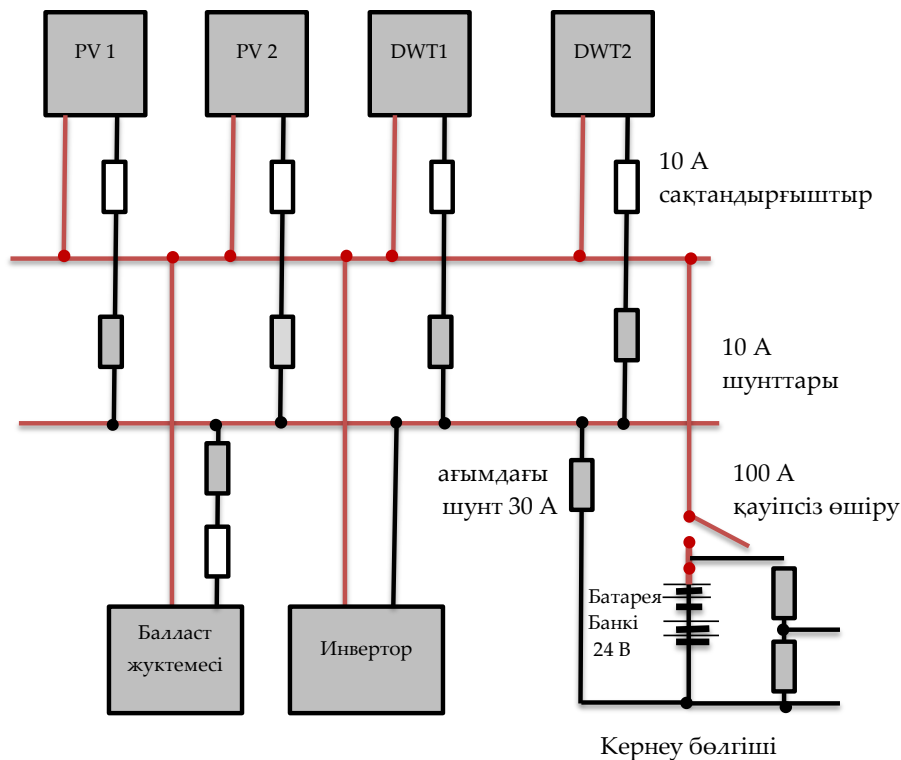 PV 1
PV 2
DWT1
DWT2
10 А
сақтандырғыштыр
10 А
шунттары
ағымдағы
шунт 30 А
100 А
қауіпсіз өшіру
Батарея
Банкі
24 В
Балласт
жуктемесі
Инвертор
Кернеу бөлгіші